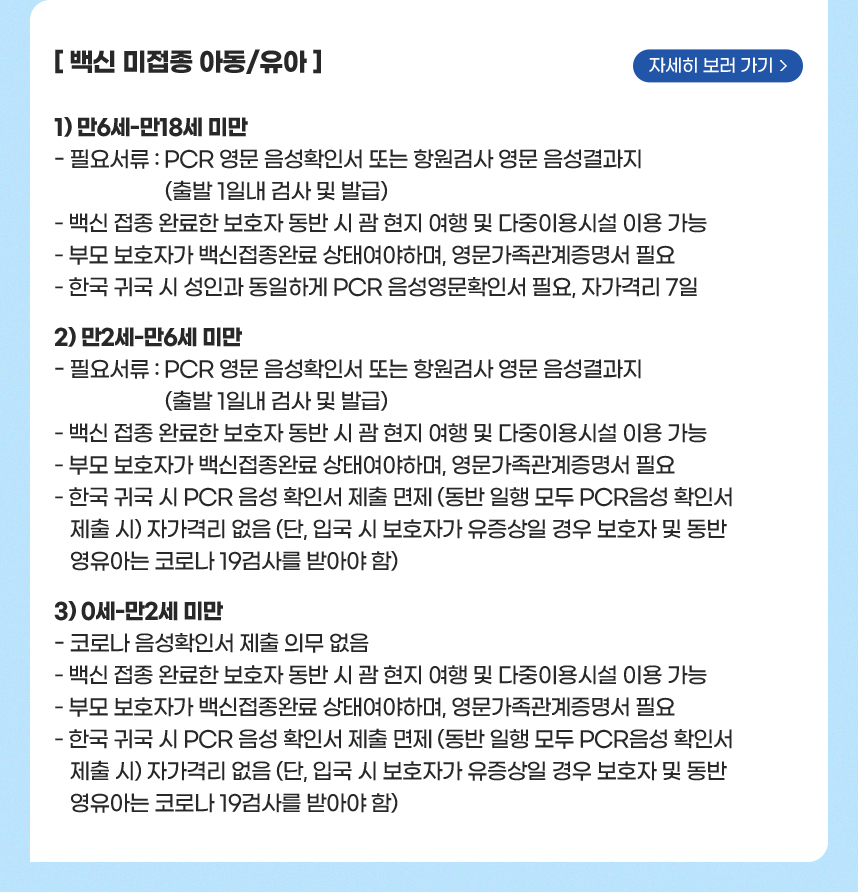 [ 백신 미접종 아동/유아 ]
자세히 보러 가기 >
1) 만6세-만18세 미만
- 필요서류 : PCR 영문 음성확인서 또는 항원검사 영문 음성결과지
(출발 1일내 검사 및 발급)
- 백신 접종 완료한 보호자 동반 시 괌 현지 여행 및 다중이용시설 이용 가능
- 부모 보호자가 백신접종완료 상태여야하며, 영문가족관계증명서 필요
- 한국 귀국 시 성인과 동일하게 PCR 음성영문확인서 필요, 자가격리 7일
2) 만2세-만6세 미만
- 필요서류 : PCR 영문 음성확인서 또는 항원검사 영문 음성결과지
(출발 1일내 검사 및 발급)
- 백신 접종 완료한 보호자 동반 시 괌 현지 여행 및 다중이용시설 이용 가능
- 부모 보호자가 백신접종완료 상태여야하며, 영문가족관계증명서 필요
- 한국 귀국 시 PCR 음성 확인서 제출 면제 (동반 일행 모두 PCR음성 확인서
제출 시) 자가격리 없음 (단, 입국 시 보호자가 유증상일 경우 보호자 및 동반
영유아는 코로나 19검사를 받아야 함)
3) 0세-만2세 미만
- 코로나 음성확인서 제출 의무 없음
- 백신 접종 완료한 보호자 동반 시 괌 현지 여행 및 다중이용시설 이용 가능
- 부모 보호자가 백신접종완료 상태여야하며, 영문가족관계증명서 필요
- 한국 귀국 시 PCR 음성 확인서 제출 면제 (동반 일행 모두 PCR음성 확인서
제출 시) 자가격리 없음 (단, 입국 시 보호자가 유증상일 경우 보호자 및 동반
영유아는 코로나 19검사를 받아야 함)